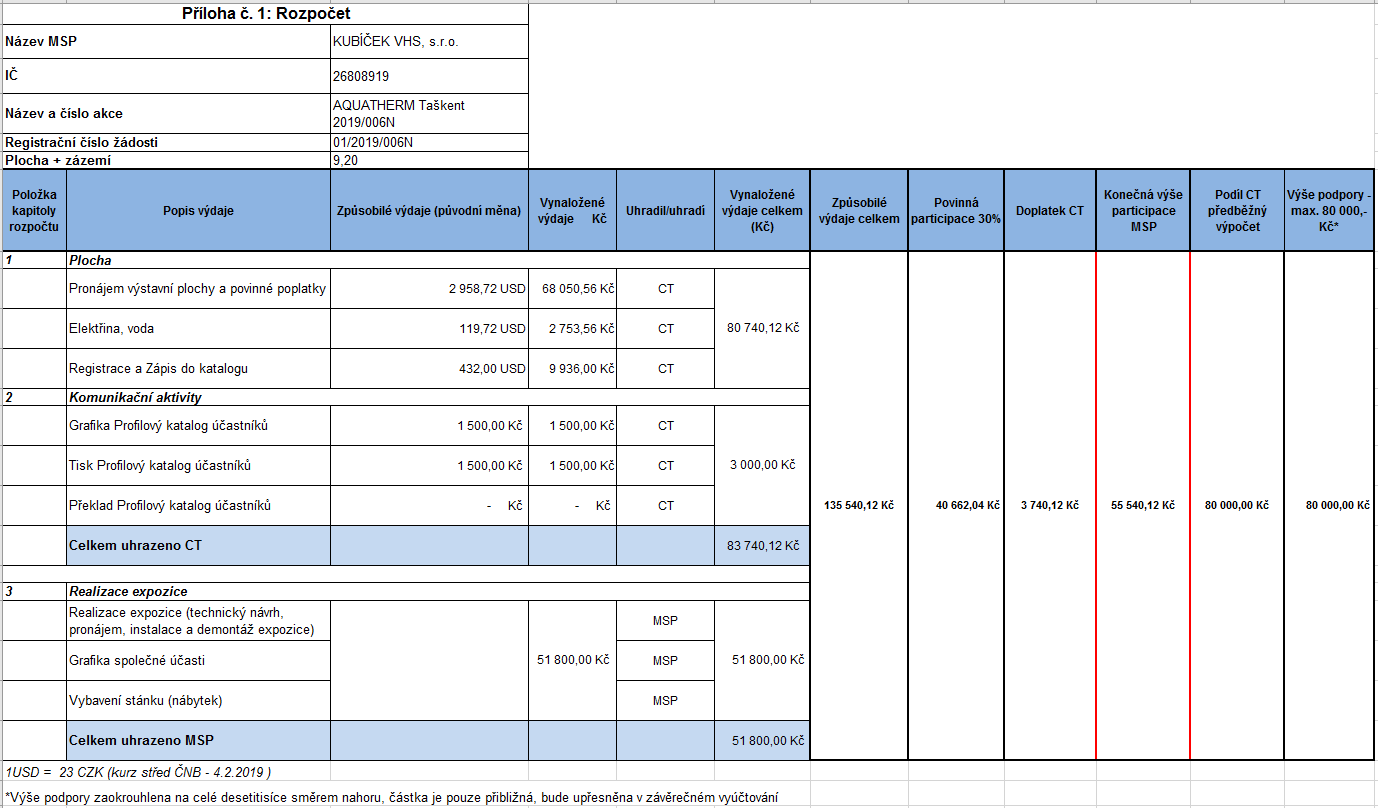 Příloha č. 1: Rozpočet
Název MSP KUBÍČEK VHS, s.r.o.
IČ 26808919
Název a číslo akce AQUATHERM Taškent
2019/006N
Registrační číslo žádosti 01/2019/006N
Plocha + zázemí 9,20
Položka kapitoly rozpočtu Popis výdaje Způsobilé výdaje (původní měna) Vynaložené výdaje Kč Uhradil/uhradí Vynaložené výdaje celkem (Kč) Způsobilé výdaje celkem Povinná participace 30% Doplatek CT Konečná výše participace MSP Podíl CT předběžný výpočet Výše podpory - max. 80 000,- Kč*
1 Plocha
Pronájem výstavní plochy a povinné poplatky 2 958,72 USD 68 050,56 Kč CT
Elektřina, voda 119,72 USD 2 753,56 Kč CT 80 740,12 Kč
Registrace a Zápis do katalogu 432,00 USD 9 936,00 Kč CT
2 Komunikační aktivity
Grafika Profilový katalog účastníků 1 500,00 Kč 1 500,00 Kč CT
Tisk Profilový katalog účastníků 1 500,00 Kč 1 500,00 Kč CT 3 000,00 Kč
Překlad Profilový katalog účastníků - Kč - Kč CT 135 540,12 Kč 40 662,04 Kč 3 740,12 Kč 55 540,12 Kč 80 000,00 Kč 80 000,00 Kč
Celkem uhrazeno CT 83 740,12 Kč
3 Realizace expozice
Realizace expozice (technický návrh,
pronájem, instalace a demontáž expozice) MSP
Grafika společné účasti 51 800,00 Kč MSP 51 800,00 Kč
Vybavení stánku (nábytek) MSP
Celkem uhrazeno MSP 51 800,00 Kč
1USD = 23 CZK (kurz střed ČNB - 4.2.2019 )
*Výše podpory zaokrouhlena na celé desetitisíce směrem nahoru, částka je pouze přibližná, bude upřesněna v závěrečném vyúčtování